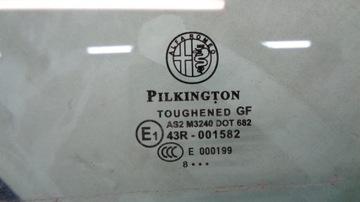 ALFA ROMEO
PILKINGTON
TOUGHENED GF
AS2 M3240 DOT 682
E1 43R-001582
CCC E 000199
8 •••